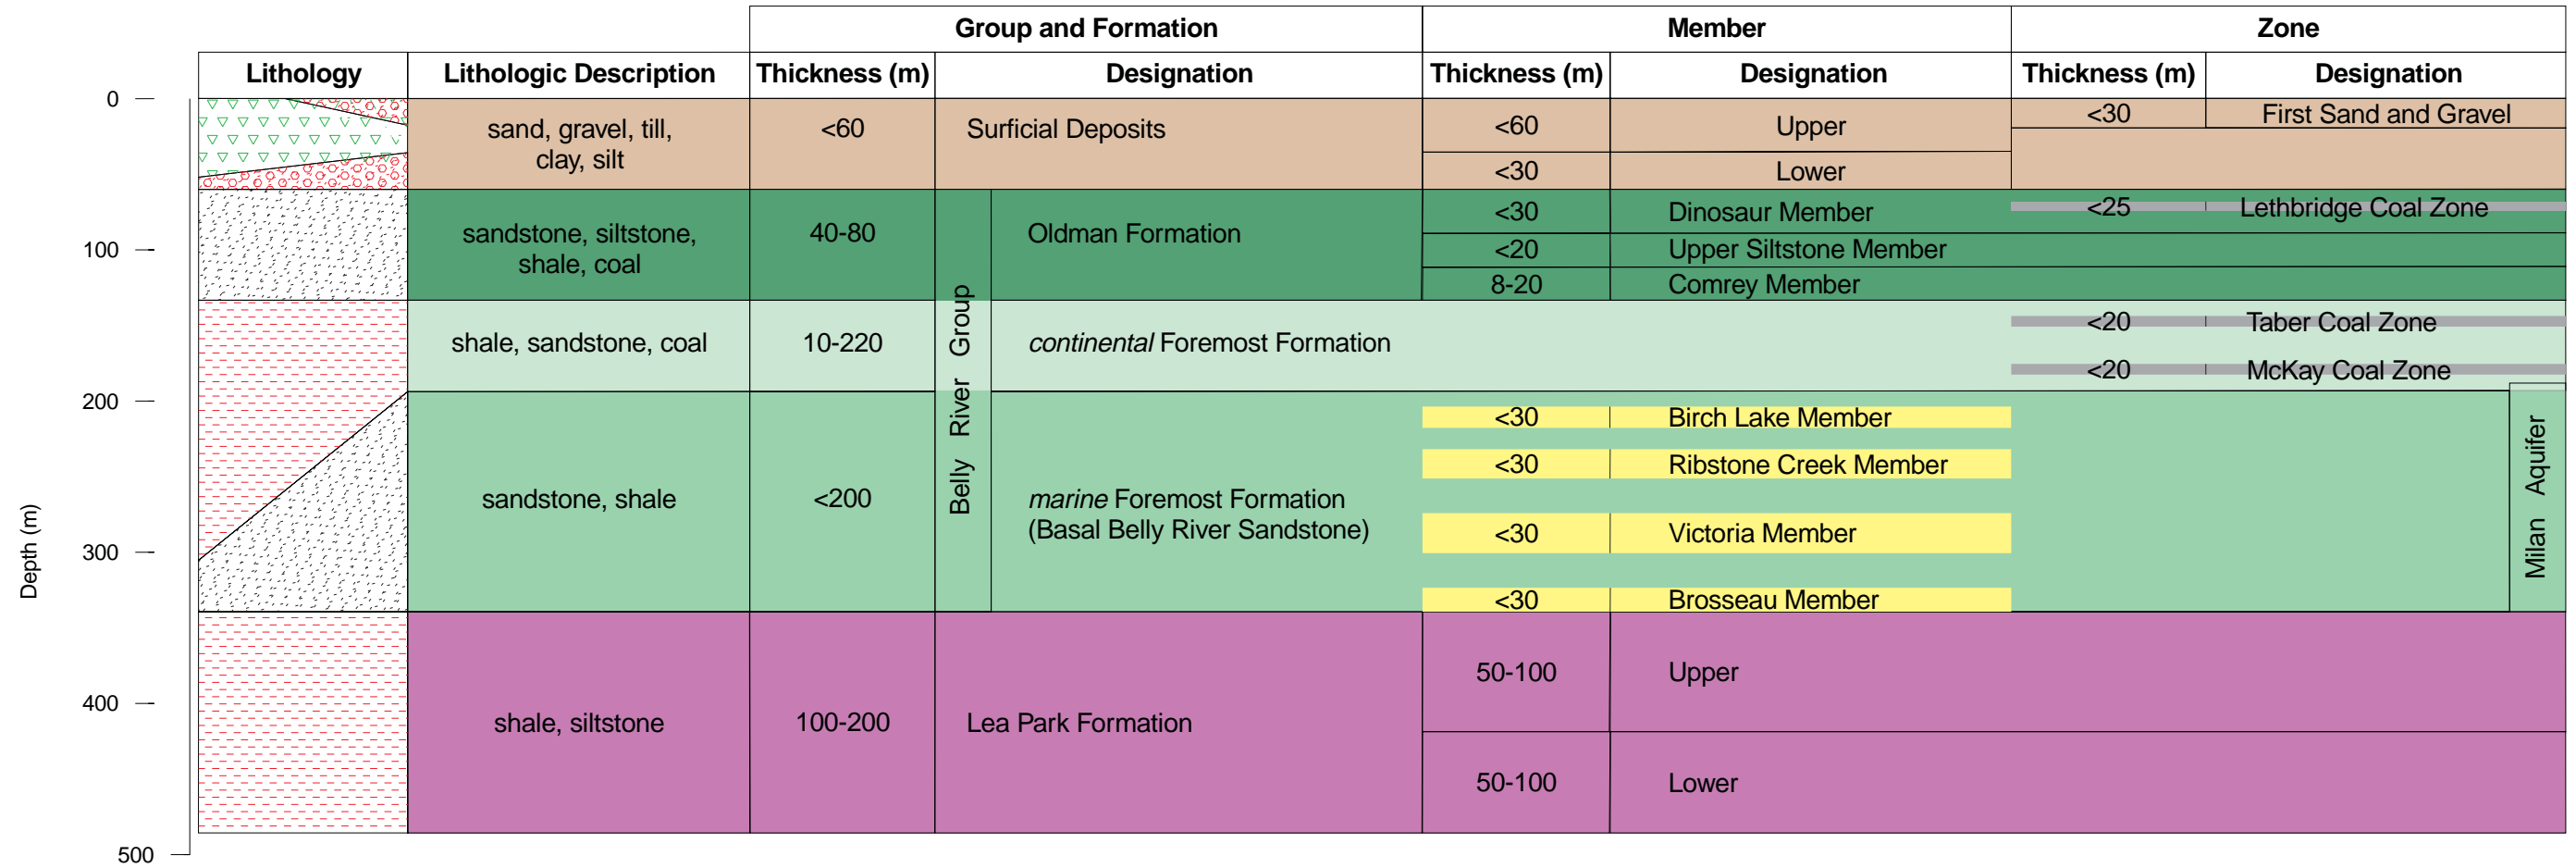 Group and Formation Member Zone
Lithology Lithologic Description Thickness (m) Designation Thickness (m) Designation Thickness (m) Designation
0
sand, gravel, till,
clay, silt
<60
Surficial Deposits
<60 Upper
<30 Lower
<30 First Sand and Gravel
100
sandstone, siltstone,
shale, coal
40-80
Oldman Formation
<30 Dinosaur Member
<20 Upper Siltstone Member
8-20 Comrey Member
<25 Lethbridge Coal Zone
Belly River Group
shale, sandstone, coal
10-220
continental Foremost Formation
<20 Taber Coal Zone
<20 McKay Coal Zone
200
sandstone, shale
<200
marine Foremost Formation
(Basal Belly River Sandstone)
<30 Birch Lake Member
<30 Ribstone Creek Member
<30 Victoria Member
<30 Brosseau Member
Milan Aquifer
Depth (m)
300
400
shale, siltstone
100-200
Lea Park Formation
50-100 Upper
50-100 Lower
500